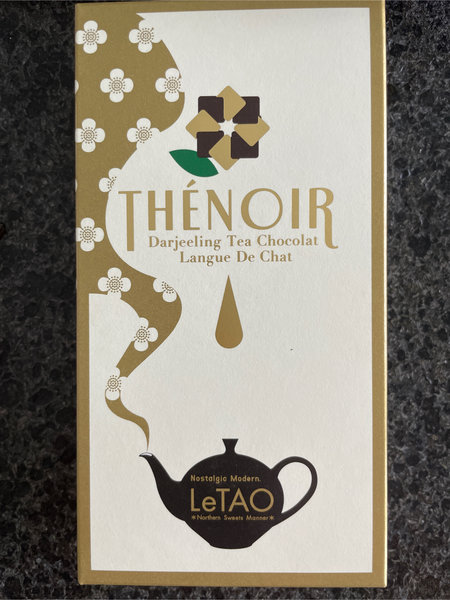 THÉNOIR
Darjeeling Tea Chocolat
Langue De Chat
Nostalgic Modern.
LeTAO
*Northern Sweets Manner*